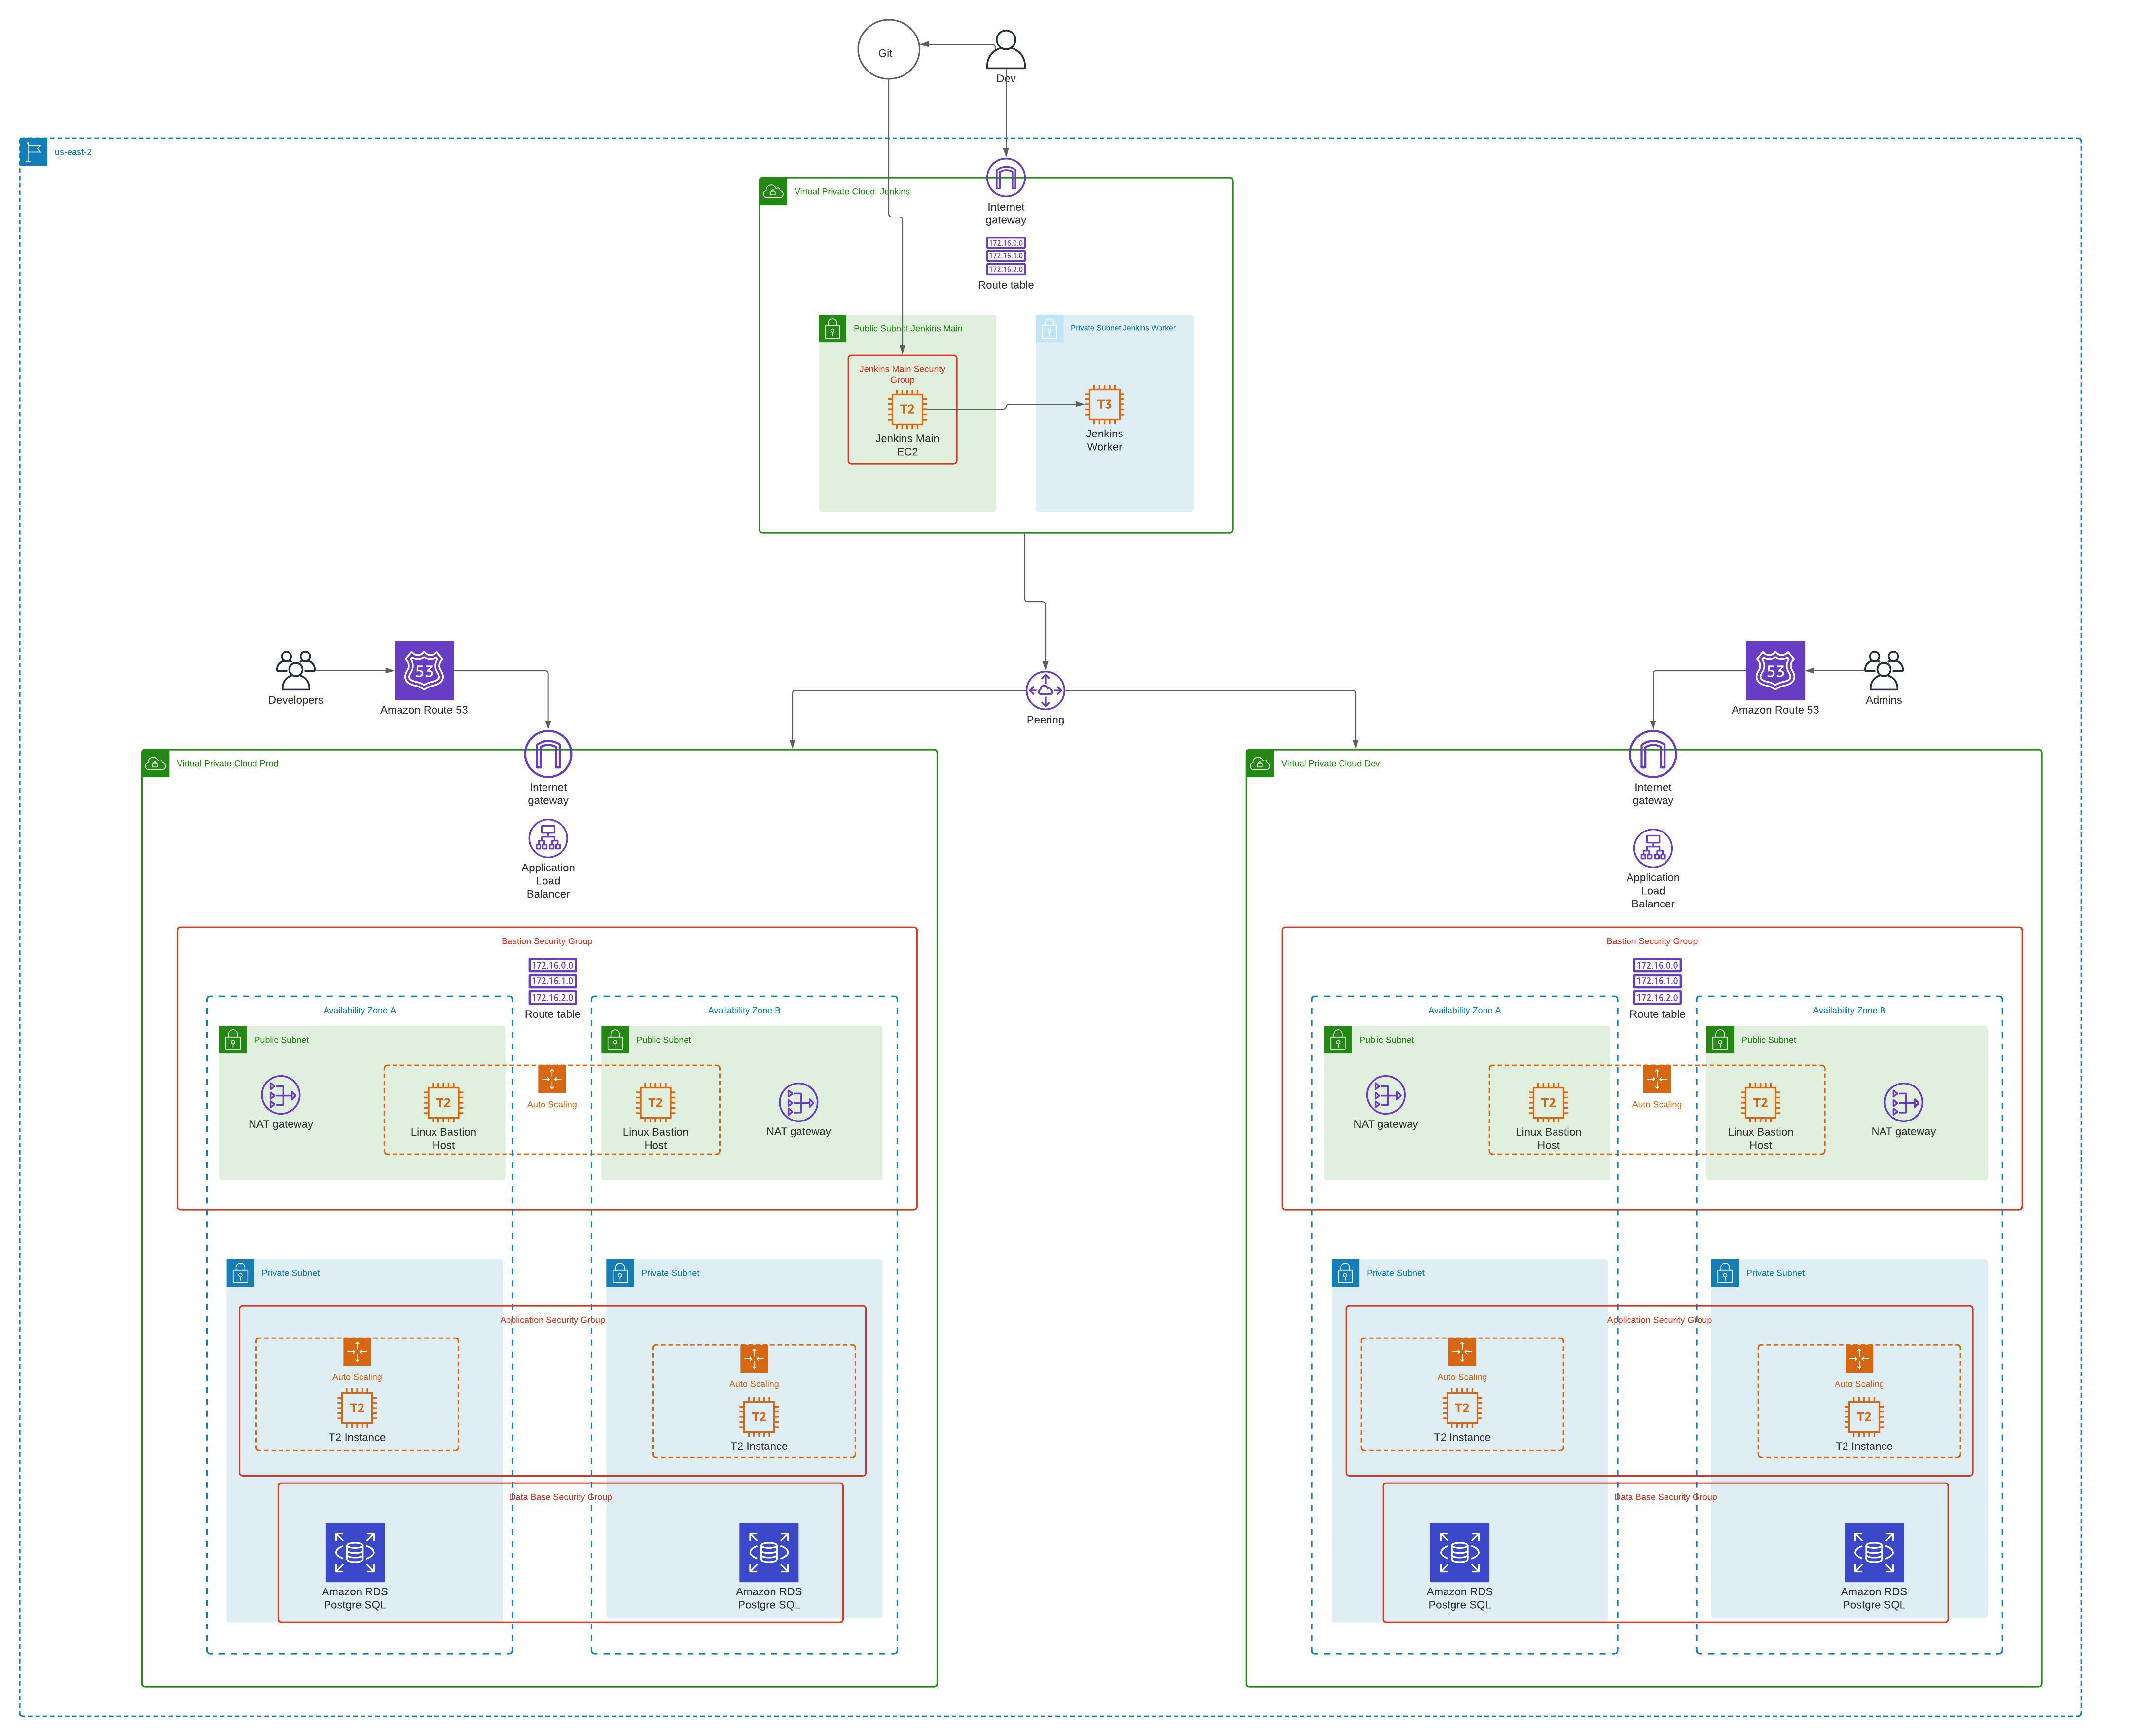 Git
Dev
us-east-2
Virtual Private Cloud  Jenkins
Internet
gateway
172.16.0.0
172.16.1.0
172.16.2.0
Route table
Public Subnet Jenkins Main
Private Subnet Jenkins Worker
Jenkins Main Security
Group
T2
Jenkins Main
EC2
T3
Jenkins
Worker
Developers
53
Amazon Route 53
Peering
53
Amazon Route 53
Admins
Virtual Private Cloud Prod
Internet
gateway
Application
Load
Balancer
Bastion Security Group
172.16.0.0
172.16.1.0
172.16.2.0
Route table
Availability Zone A
Availability Zone B
Public Subnet
Public Subnet
NAT gateway
T2
Linux Bastion
Host
Auto Scaling
T2
Linux Bastion
Host
NAT gateway
Private Subnet
Private Subnet
Application Security Group
Auto Scaling
T2
T2 Instance
Auto Scaling
T2
T2 Instance
Data Base Security Group
Amazon RDS
Postgre SQL
Amazon RDS
Postgre SQL
Virtual Private Cloud Dev
Internet
gateway
Application
Load
Balancer
Bastion Security Group
172.16.0.0
172.16.1.0
172.16.2.0
Route table
Availability Zone A
Availability Zone B
Public Subnet
Public Subnet
NAT gateway
T2
Linux Bastion
Host
Auto Scaling
T2
Linux Bastion
Host
NAT gateway
Private Subnet
Private Subnet
Application Security Group
Auto Scaling
T2
T2 Instance
Auto Scaling
T2
T2 Instance
Data Base Security Group
Amazon RDS
Postgre SQL
Amazon RDS
Postgre SQL